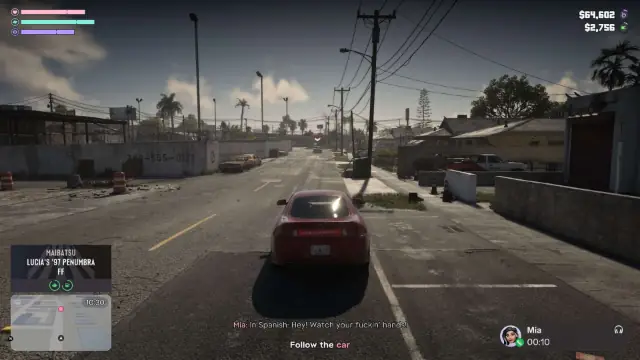 $64,602
$2,756
MAIBATSU
LUCIA'S '97 PENUMBRA
FF
10:30
Mia: In Spanish: Hey! Watch your fuckin' hands!
Follow the car
Mia
00:10